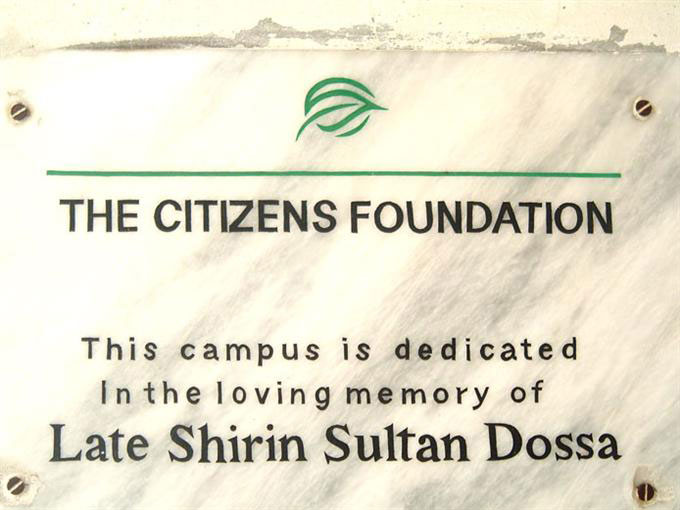 THE CITIZENS FOUNDATION
This campus is dedicated
In the loving memory of
Late Shirin Sultan Dossa